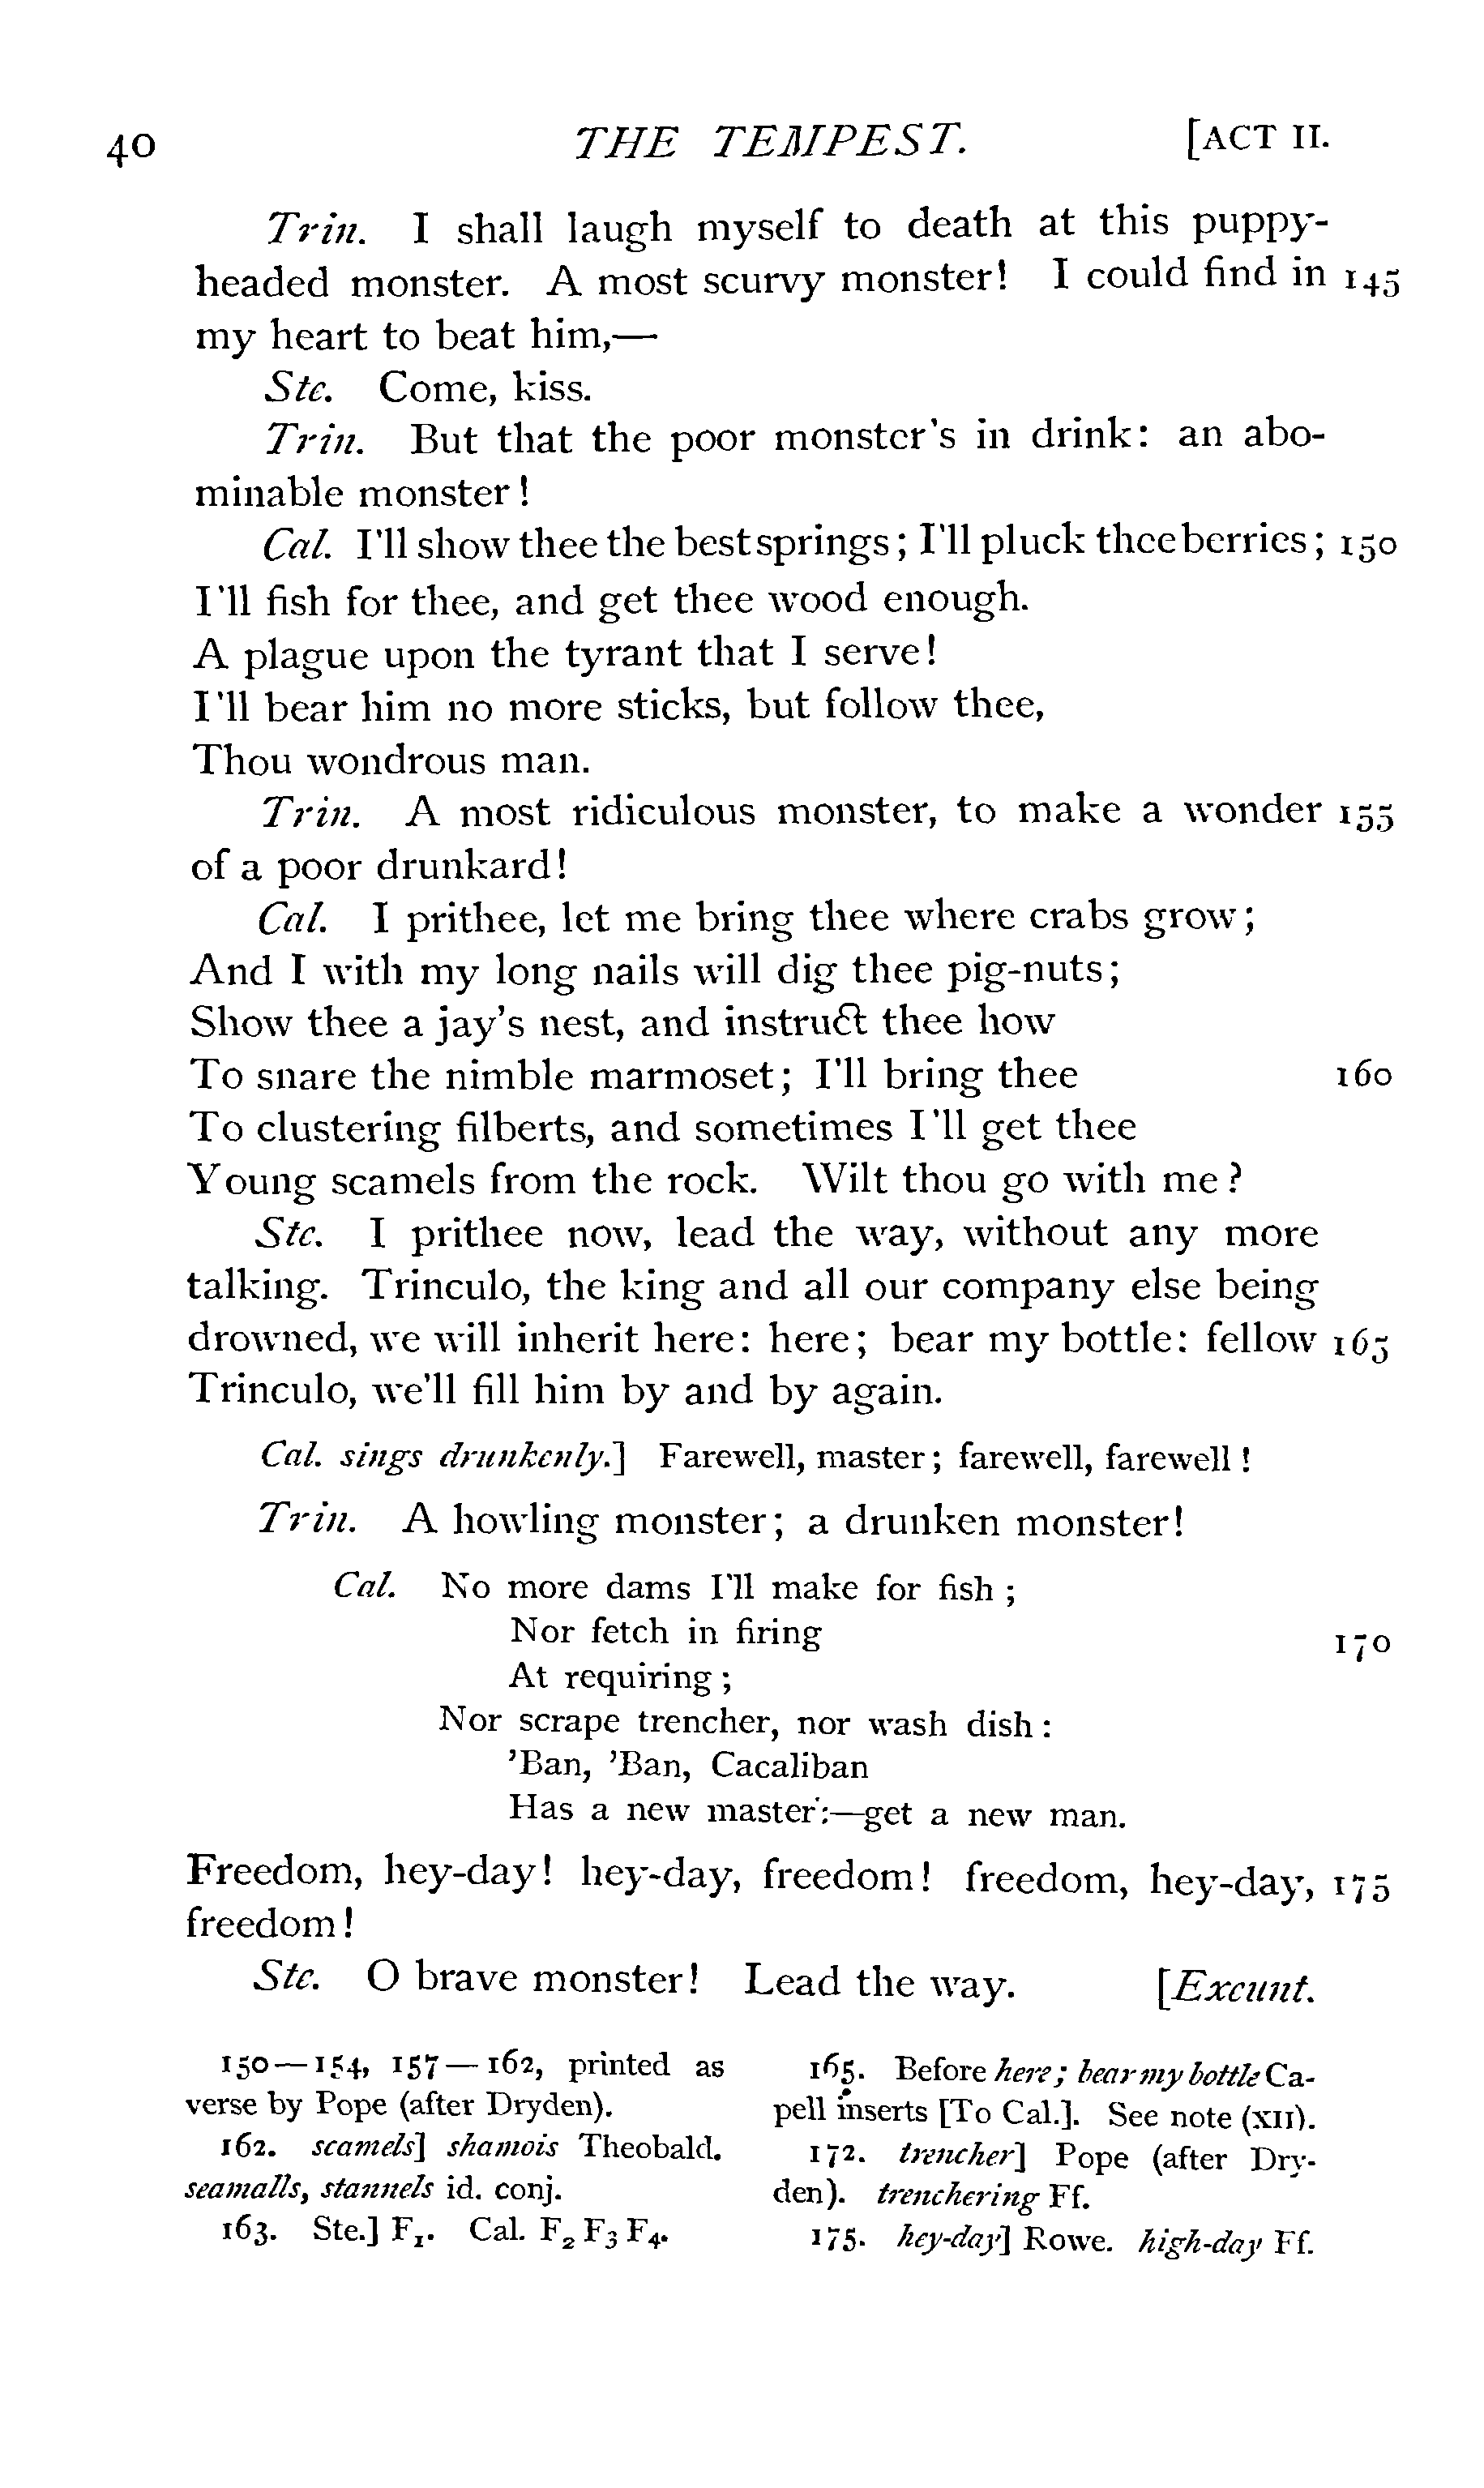 40 THE TEMPEST. [ACT II.
Trin. I shall laugh myself to death at this puppy-
headed monster. A most scurvy monster! I could find in 145
my heart to beat him,—
Ste. Come, kiss.
Trin. But that the poor monster's in drink: an abo-
minable monster!
Cal. I'll show thee the best springs; I'll pluck thee berries; 150
I'll fish for thee, and get thee wood enough.
A plague upon the tyrant that I serve!
I'll bear him no more sticks, but follow thee,
Thou wondrous man.
Trin. A most ridiculous monster, to make a wonder 155
of a poor drunkard!
Cal. I prithee, let me bring thee where crabs grow;
And I with my long nails will dig thee pig-nuts;
Show thee a jay's nest, and instruct thee how
To snare the nimble marmoset; I'll bring thee 160
To clustering filberts, and sometimes I'll get thee
Young scamels from the rock. Wilt thou go with me?
Ste. I prithee now, lead the way, without any more
talking. Trinculo, the king and all our company else being
drowned, we will inherit here: here; bear my bottle: fellow 165
Trinculo, we'll fill him by and by again.
Cal. sings drunkenly.] Farewell, master; farewell, farewell!
Trin. A howling monster; a drunken monster!
Cal. No more dams I'll make for fish;
Nor fetch in firing 170
At requiring;
Nor scrape trencher, nor wash dish:
'Ban, 'Ban, Cacaliban
Has a new master:—get a new man.
Freedom, hey-day! hey-day, freedom! freedom, hey-day, 175
freedom!
Ste. O brave monster! Lead the way. [Exeunt.
150—154, 157—162, printed as
verse by Pope (after Dryden).
162. scamels] shamois Theobald.
seamalls, stannels id. conj.
163. Ste.] F₁. Cal. F₂ F₃ F₄.
165. Before here; bear my bottle Ca-
pell inserts [To Cal.]. See note (XII).
172. trencher] Pope (after Dry-
den). trenchering Ff.
175. hey-day] Rowe. high-day Ff.